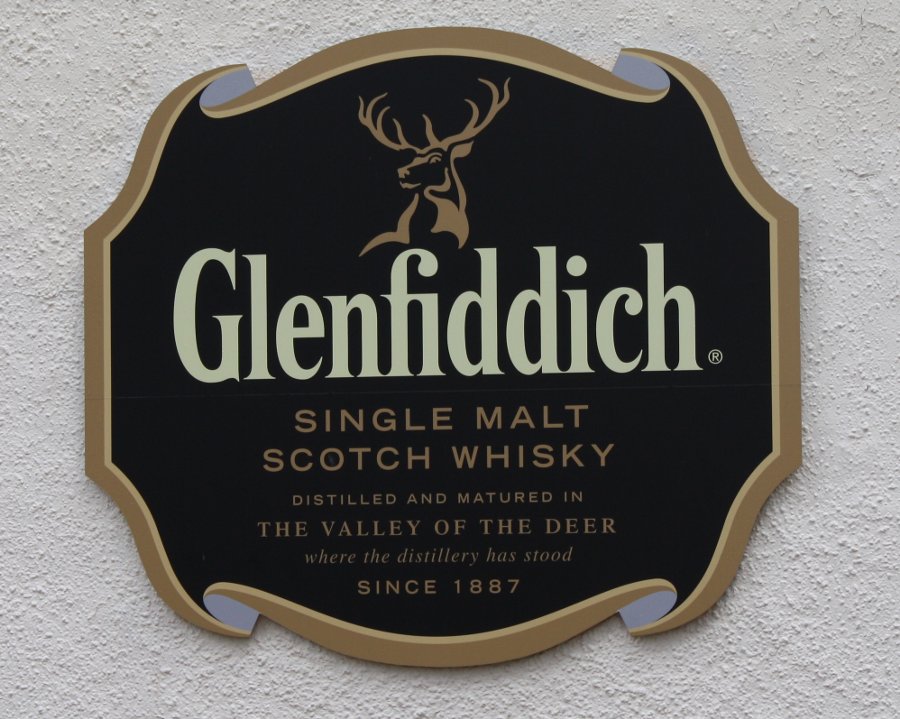 Glenfiddich®
SINGLE MALT
SCOTCH WHISKY
DISTILLED AND MATURED IN
THE VALLEY OF THE DEER
where the distillery has stood
SINCE 1887